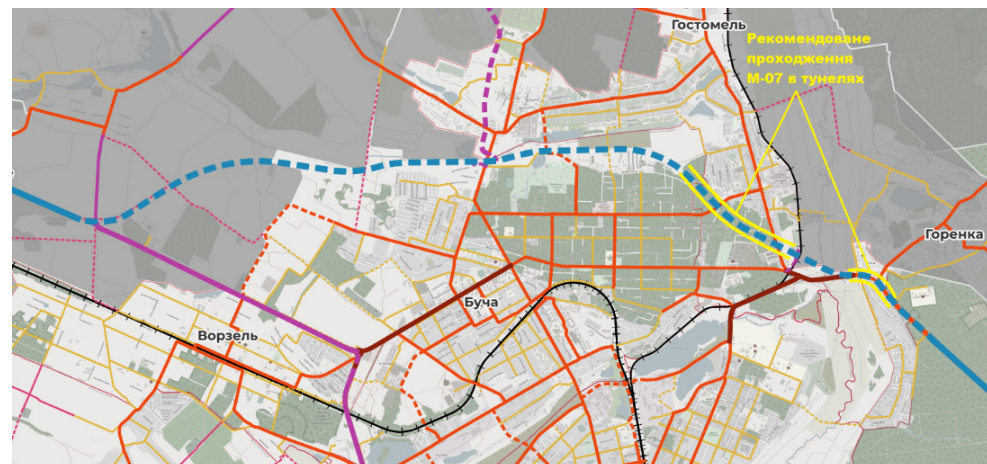 Гостомель
Рекомендоване
проходження
М-07 в тунелях
Горенка
Буча
Ворзель